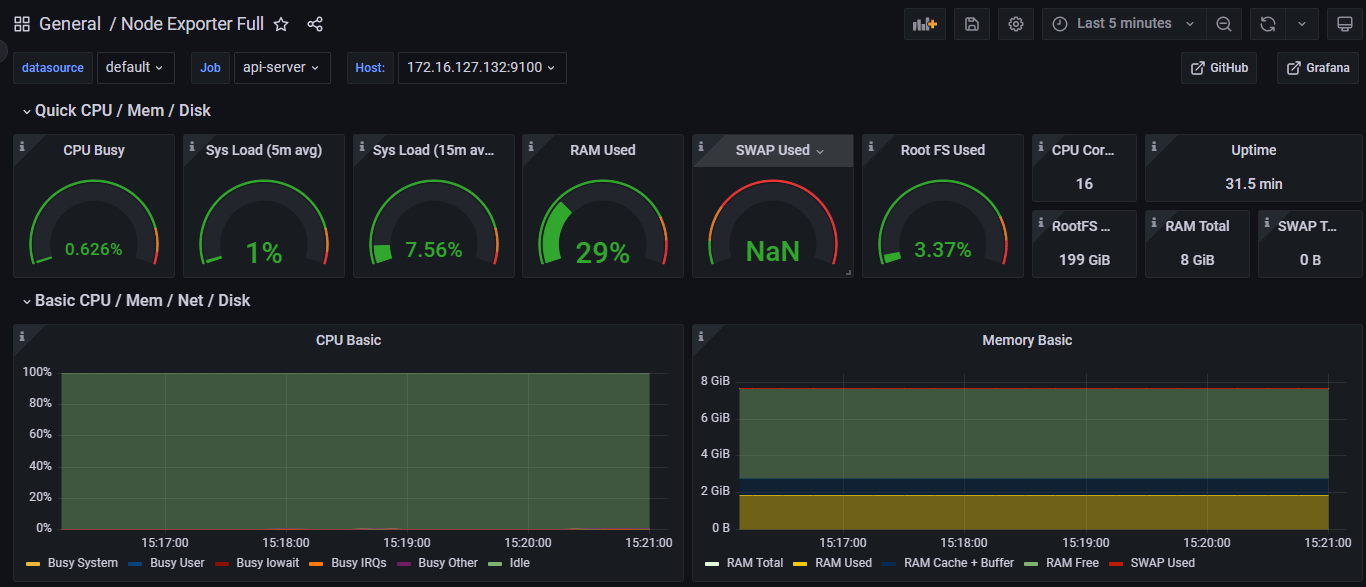 General / Node Exporter Full
Last 5 minutes
datasource default Job api-server Host: 172.16.127.132:9100 GitHub Grafana
Quick CPU / Mem / Disk
CPU Busy
0.626%
Sys Load (5m avg)
1%
Sys Load (15m av...
7.56%
RAM Used
29%
SWAP Used
NaN
Root FS Used
3.37%
CPU Cor...
16
Uptime
31.5 min
RootFS ...
199 GiB
RAM Total
8 GiB
SWAP T...
0 B
Basic CPU / Mem / Net / Disk
CPU Basic
100%
80%
60%
40%
20%
0%
15:17:00 15:18:00 15:19:00 15:20:00 15:21:00
Busy System Busy User Busy Iowait Busy IRQs Busy Other Idle
Memory Basic
8 GiB
6 GiB
4 GiB
2 GiB
0 B
15:17:00 15:18:00 15:19:00 15:20:00 15:21:00
RAM Total RAM Used RAM Cache + Buffer RAM Free SWAP Used